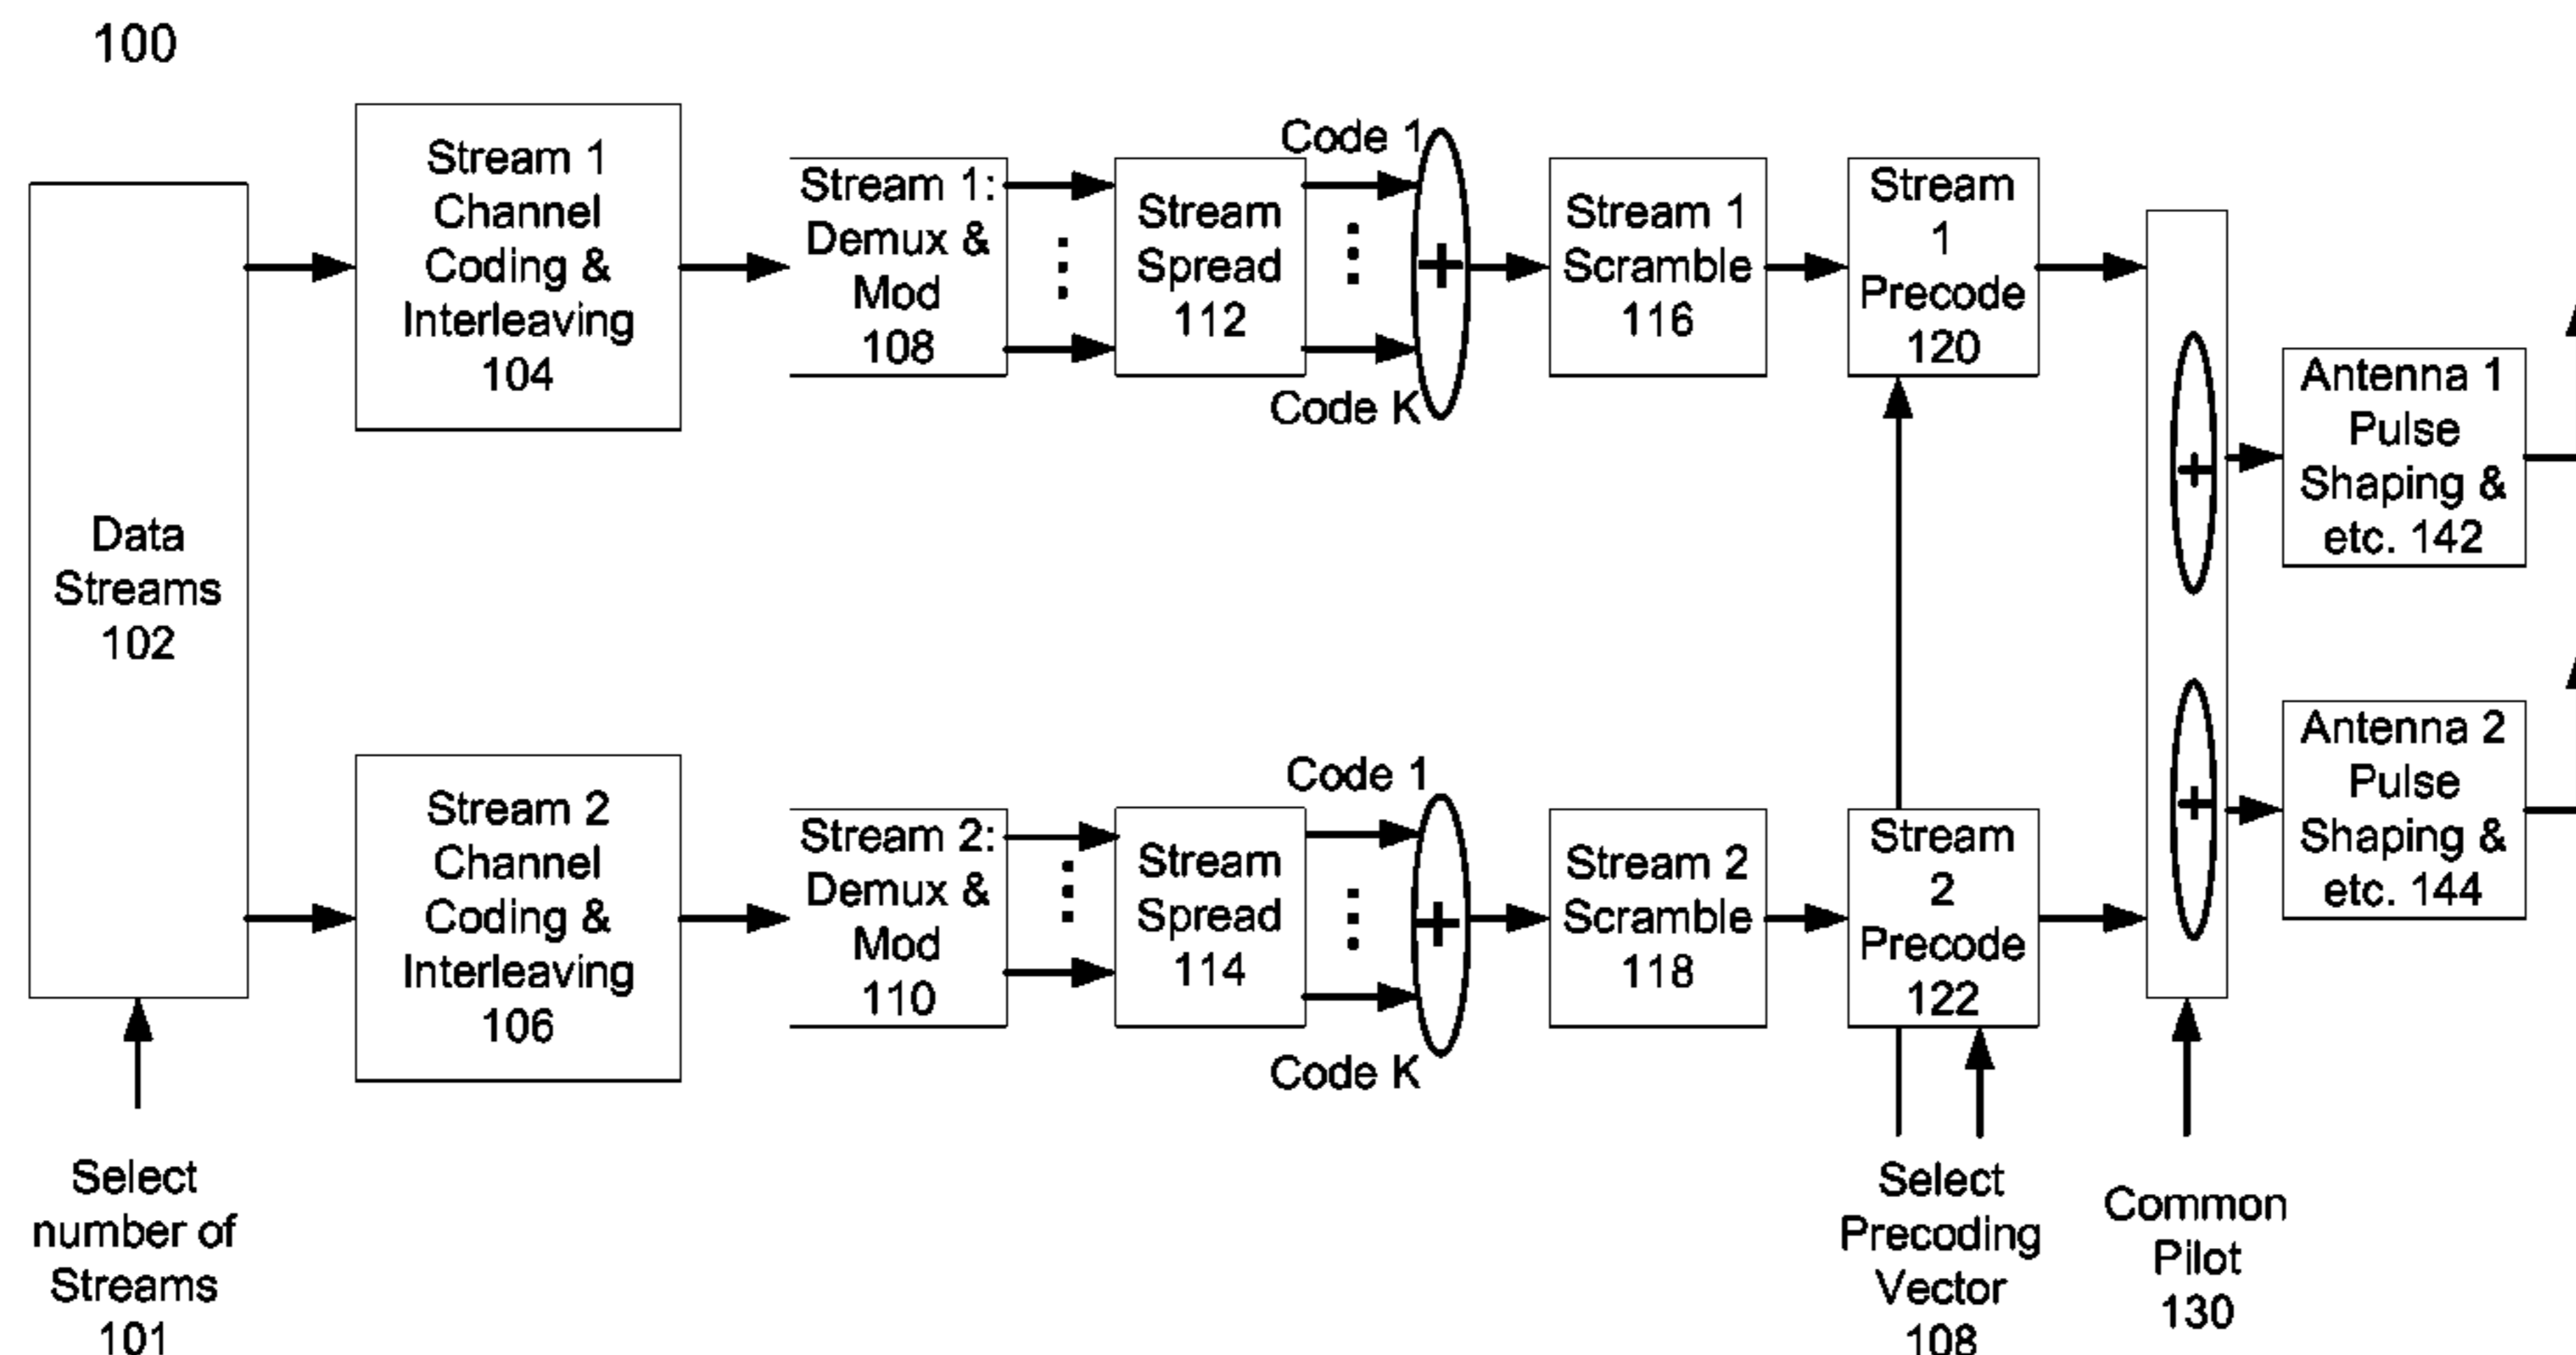 100
Data
Streams
102
Select
number of
Streams
101
Stream 1
Channel
Coding &
Interleaving
104
Stream 1:
Demux &
Mod
108
Stream
Spread
112
Code 1
+
Code K
Stream 1
Scramble
116
Stream
1
Precode
120
Stream 2
Channel
Coding &
Interleaving
106
Stream 2:
Demux &
Mod
110
Stream
Spread
114
Code 1
+
Code K
Stream 2
Scramble
118
Stream
2
Precode
122
Select
Precoding
Vector
108
+
+
Common
Pilot
130
Antenna 1
Pulse
Shaping &
etc. 142
Antenna 2
Pulse
Shaping &
etc. 144